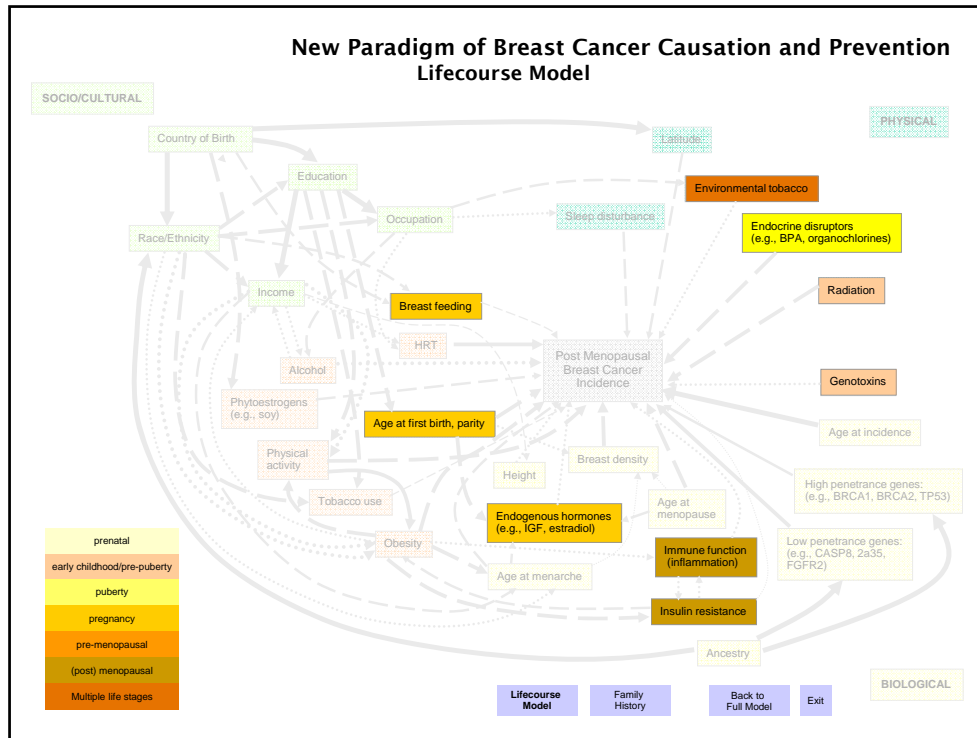 New Paradigm of Breast Cancer Causation and Prevention
Lifecourse Model
SOCIO/CULTURAL
PHYSICAL
Country of Birth
Latitude
Education
Environmental tobacco
Occupation
Sleep disturbance
Endocrine disruptors
(e.g., BPA, organochlorines)
Race/Ethnicity
Income
Radiation
Breast feeding
HRT
Post Menopausal
Breast Cancer
Incidence
Alcohol
Genotoxins
Phytoestrogens
(e.g., soy)
Age at first birth, parity
Age at incidence
Physical
activity
Breast density
Height
High penetrance genes:
(e.g., BRCA1, BRCA2, TP53)
Tobacco use
Age at
menopause
Endogenous hormones
(e.g., IGF, estradiol)
Low penetrance genes:
(e.g., CASP8, 2a35,
FGFR2)
Obesity
Immune function
(inflammation)
Age at menarche
Insulin resistance
Ancestry
prenatal
early childhood/pre-puberty
puberty
pregnancy
pre-menopausal
(post) menopausal
Multiple life stages
BIOLOGICAL
Lifecourse
Model
Family
History
Back to
Full Model
Exit